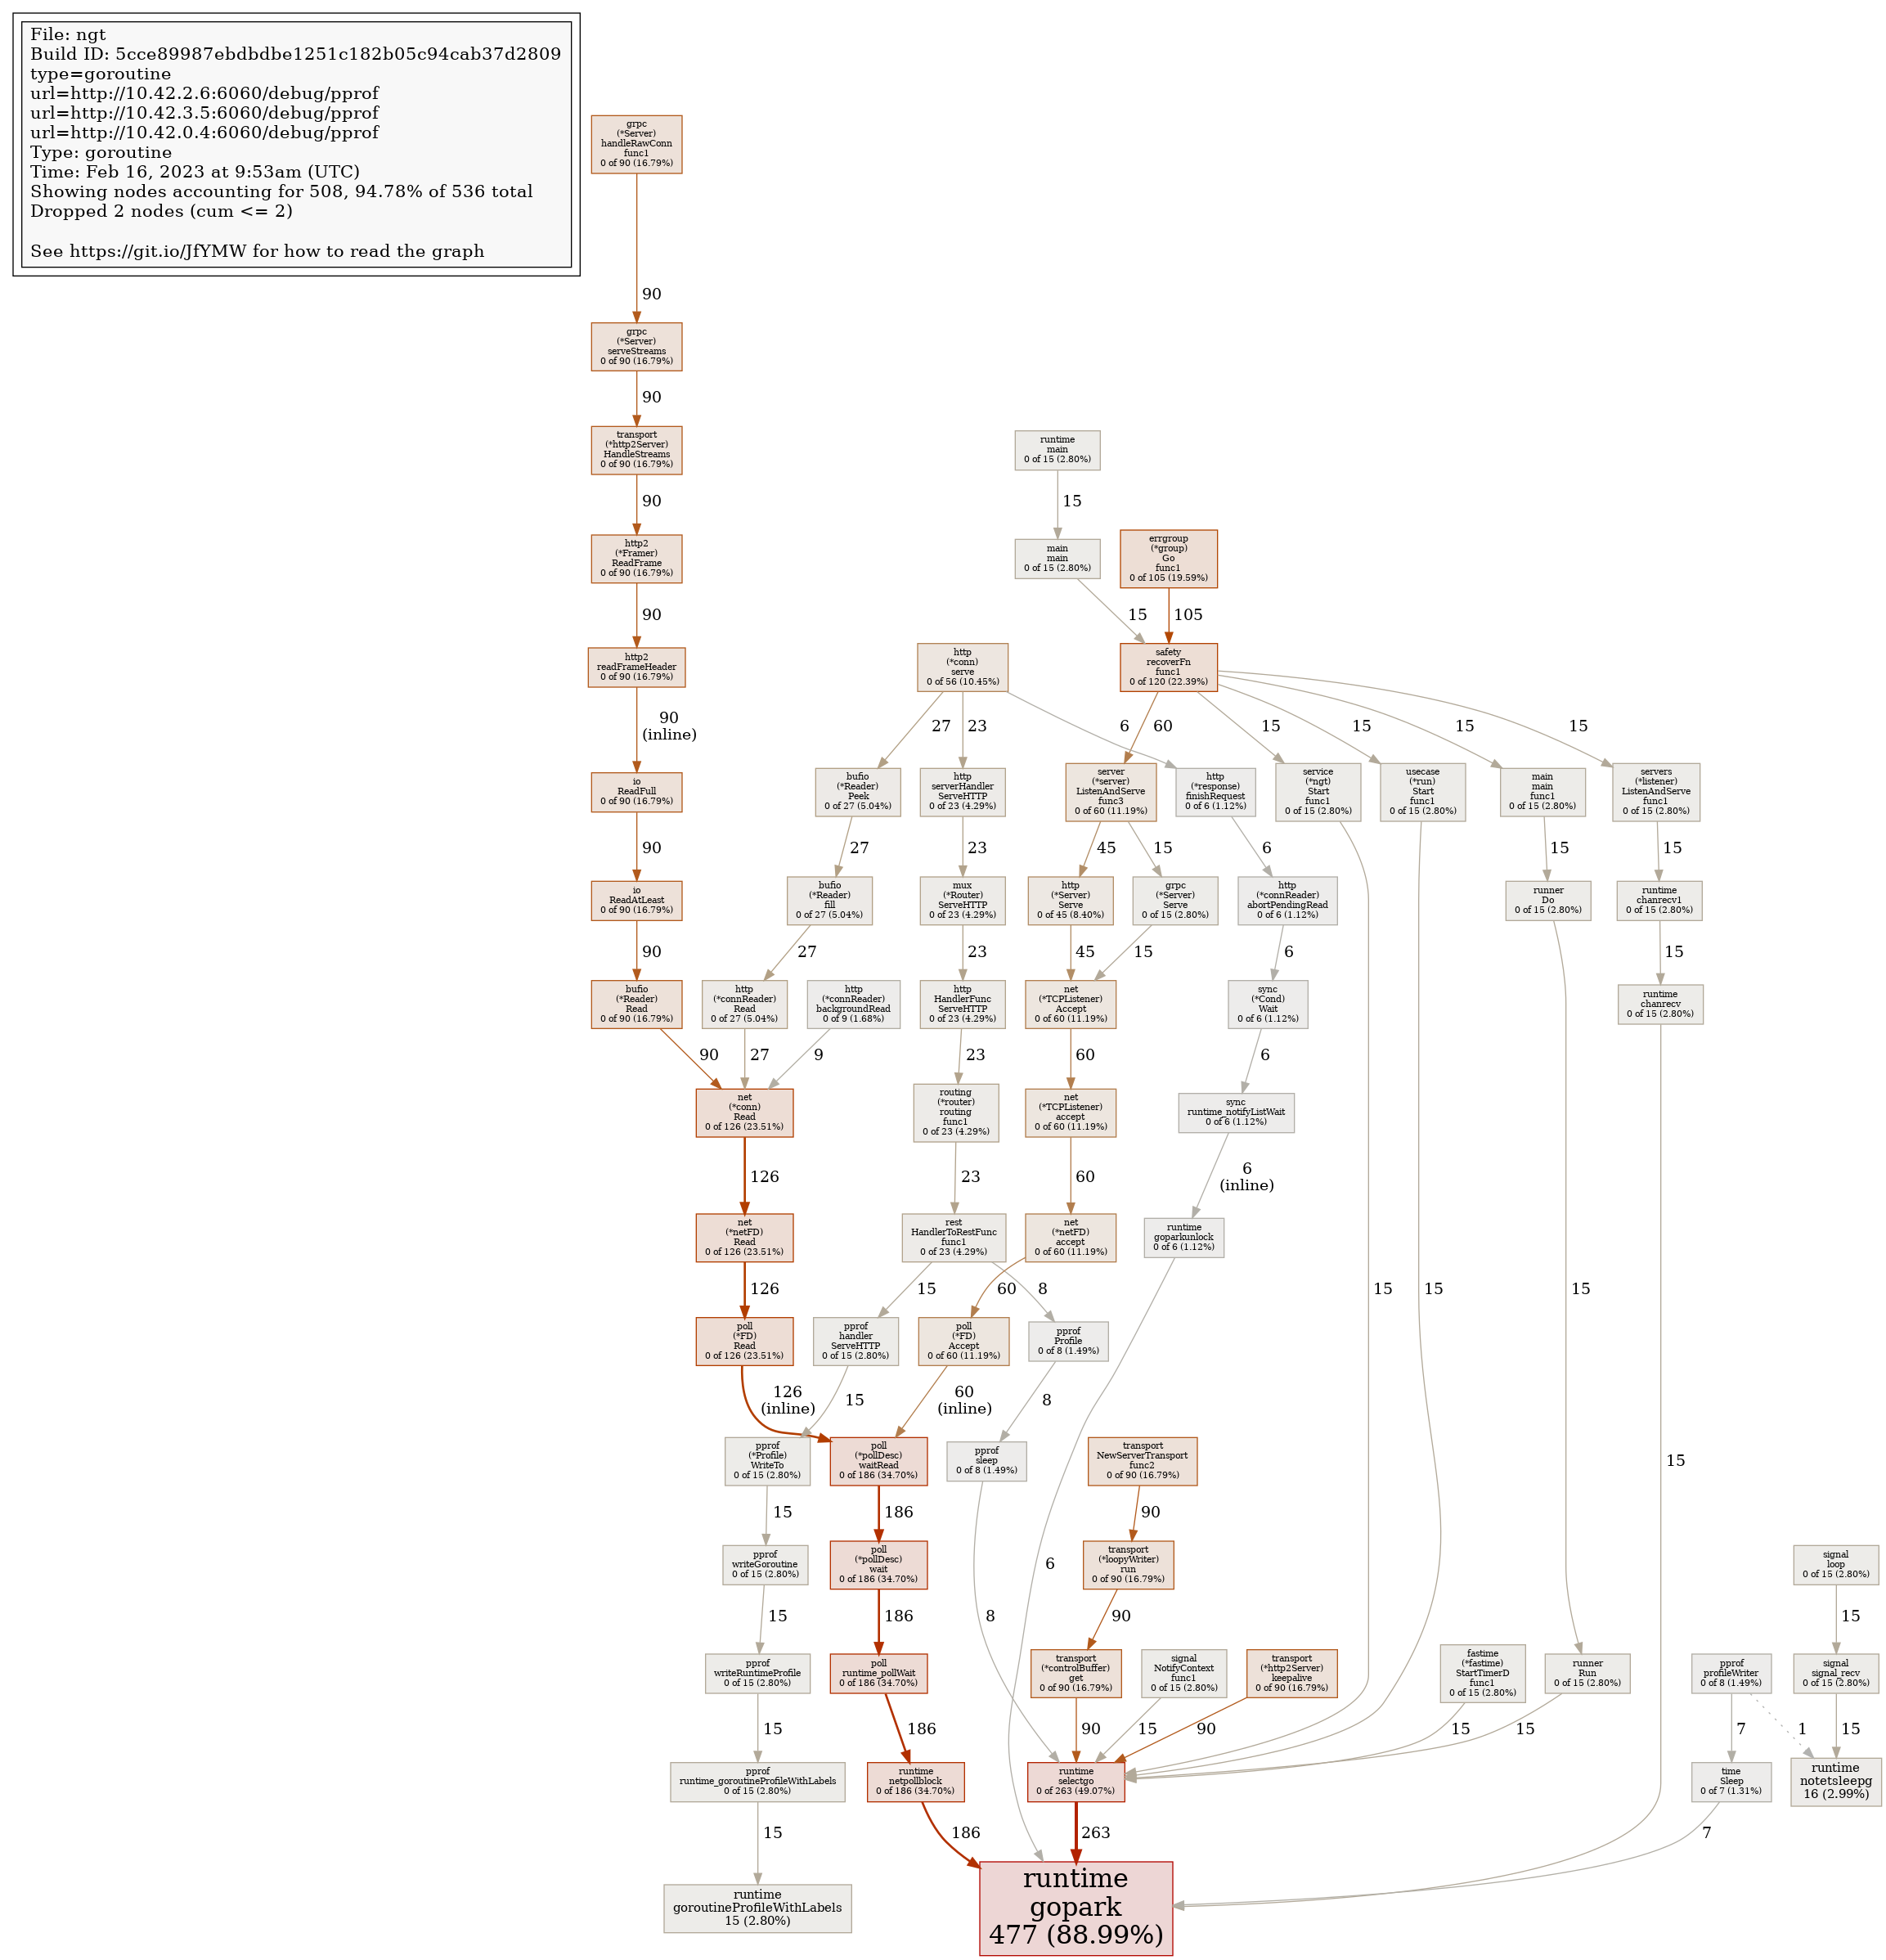 File: ngt
Build ID: 5cce89987ebdbdbe1251c182b05c94cab37d2809
type=goroutine
url=http://10.42.2.6:6060/debug/pprof
url=http://10.42.3.5:6060/debug/pprof
url=http://10.42.0.4:6060/debug/pprof
Type: goroutine
Time: Feb 16, 2023 at 9:53am (UTC)
Showing nodes accounting for 508, 94.78% of 536 total
Dropped 2 nodes (cum <= 2)
See https://git.io/JfYMW for how to read the graph
grpc
(*Server)
handleRawConn
func1
0 of 90 (16.79%)
90
grpc
(*Server)
serveStreams
0 of 90 (16.79%)
90
transport
(*http2Server)
HandleStreams
0 of 90 (16.79%)
90
http2
(*Framer)
ReadFrame
0 of 90 (16.79%)
90
http2
readFrameHeader
0 of 90 (16.79%)
90
(inline)
io
ReadFull
0 of 90 (16.79%)
90
io
ReadAtLeast
0 of 90 (16.79%)
90
bufio
(*Reader)
Read
0 of 90 (16.79%)
90
runtime
main
0 of 15 (2.80%)
15
main
main
0 of 15 (2.80%)
15
errgroup
(*group)
Go
func1
0 of 105 (19.59%)
105
safety
recoverFn
func1
0 of 120 (22.39%)
60
15
15
15
15
http
(*conn)
serve
0 of 56 (10.45%)
27
23
6
bufio
(*Reader)
Peek
0 of 27 (5.04%)
27
bufio
(*Reader)
fill
0 of 27 (5.04%)
27
http
(*connReader)
Read
0 of 27 (5.04%)
27
http
(*connReader)
backgroundRead
0 of 9 (1.68%)
9
net
(*conn)
Read
0 of 126 (23.51%)
126
net
(*netFD)
Read
0 of 126 (23.51%)
126
poll
(*FD)
Read
0 of 126 (23.51%)
126
(inline)
http
serverHandler
ServeHTTP
0 of 23 (4.29%)
23
mux
(*Router)
ServeHTTP
0 of 23 (4.29%)
23
http
HandlerFunc
ServeHTTP
0 of 23 (4.29%)
23
routing
(*router)
routing
func1
0 of 23 (4.29%)
23
rest
HandlerToRestFunc
func1
0 of 23 (4.29%)
15
8
pprof
handler
ServeHTTP
0 of 15 (2.80%)
15
pprof
(*Profile)
WriteTo
0 of 15 (2.80%)
15
pprof
writeGoroutine
0 of 15 (2.80%)
15
pprof
writeRuntimeProfile
0 of 15 (2.80%)
15
pprof
runtime_goroutineProfileWithLabels
0 of 15 (2.80%)
15
runtime
goroutineProfileWithLabels
15 (2.80%)
server
(*server)
ListenAndServe
func3
0 of 60 (11.19%)
45
15
http
(*Server)
Serve
0 of 45 (8.40%)
45
grpc
(*Server)
Serve
0 of 15 (2.80%)
15
net
(*TCPListener)
Accept
0 of 60 (11.19%)
60
net
(*TCPListener)
accept
0 of 60 (11.19%)
60
net
(*netFD)
accept
0 of 60 (11.19%)
60
poll
(*FD)
Accept
0 of 60 (11.19%)
60
(inline)
poll
(*pollDesc)
waitRead
0 of 186 (34.70%)
186
poll
(*pollDesc)
wait
0 of 186 (34.70%)
186
poll
runtime_pollWait
0 of 186 (34.70%)
186
runtime
netpollblock
0 of 186 (34.70%)
186
pprof
Profile
0 of 8 (1.49%)
8
pprof
sleep
0 of 8 (1.49%)
8
http
(*response)
finishRequest
0 of 6 (1.12%)
6
http
(*connReader)
abortPendingRead
0 of 6 (1.12%)
6
sync
(*Cond)
Wait
0 of 6 (1.12%)
6
sync
runtime_notifyListWait
0 of 6 (1.12%)
6
(inline)
runtime
goparkunlock
0 of 6 (1.12%)
6
service
(*ngt)
Start
func1
0 of 15 (2.80%)
15
usecase
(*run)
Start
func1
0 of 15 (2.80%)
15
main
main
func1
0 of 15 (2.80%)
15
runner
Do
0 of 15 (2.80%)
15
servers
(*listener)
ListenAndServe
func1
0 of 15 (2.80%)
15
runtime
chanrecv1
0 of 15 (2.80%)
15
runtime
chanrecv
0 of 15 (2.80%)
15
transport
NewServerTransport
func2
0 of 90 (16.79%)
90
transport
(*loopyWriter)
run
0 of 90 (16.79%)
90
transport
(*controlBuffer)
get
0 of 90 (16.79%)
90
signal
NotifyContext
func1
0 of 15 (2.80%)
15
transport
(*http2Server)
keepalive
0 of 90 (16.79%)
90
fastime
(*fastime)
StartTimerD
func1
0 of 15 (2.80%)
15
runner
Run
0 of 15 (2.80%)
15
runtime
selectgo
0 of 263 (49.07%)
263
pprof
profileWriter
0 of 8 (1.49%)
7
1
signal
loop
0 of 15 (2.80%)
15
signal
signal_recv
0 of 15 (2.80%)
15
time
Sleep
0 of 7 (1.31%)
7
runtime
notetsleepg
16 (2.99%)
runtime
gopark
477 (88.99%)